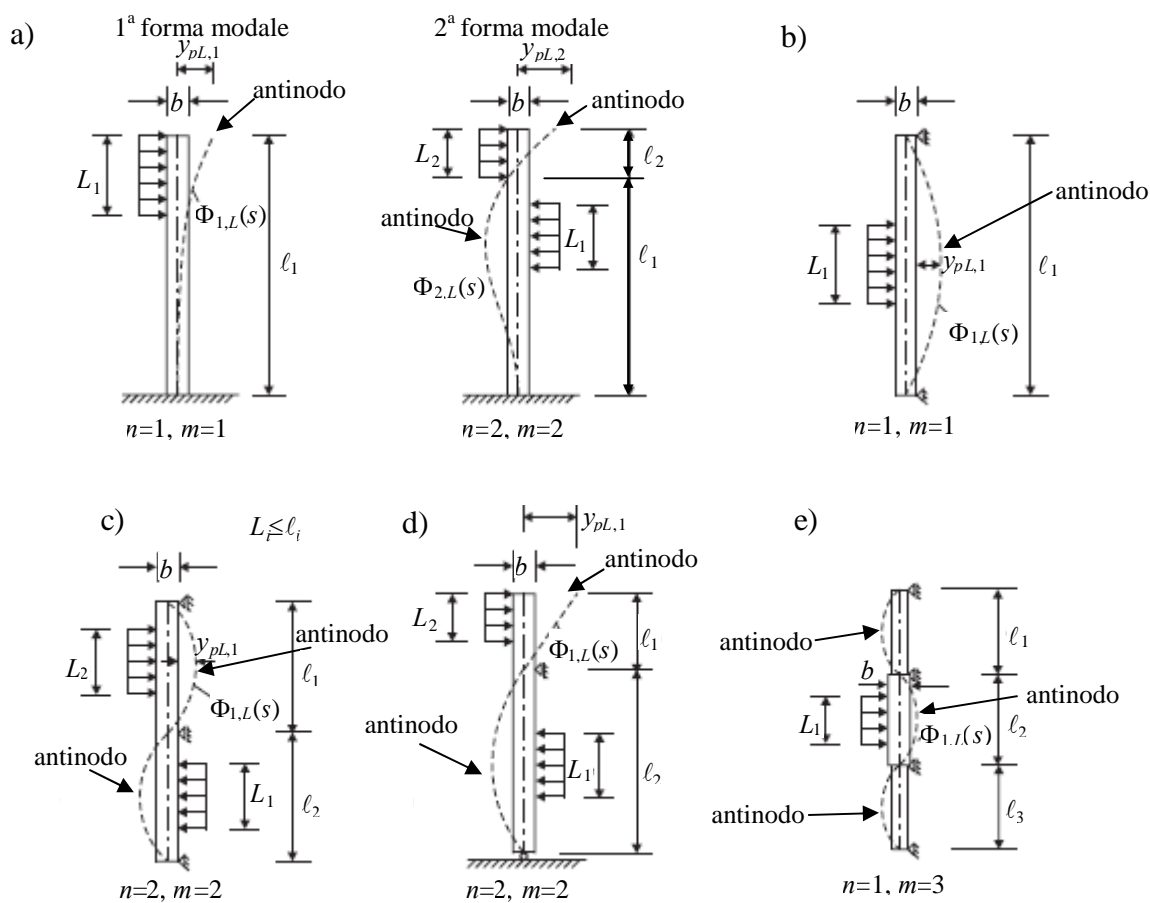 a)
1ª forma modale
y_{pL,1}
b
antinodo
L_1
Φ_{1,L}(s)
ℓ_1
n=1, m=1
2ª forma modale
y_{pL,2}
b
antinodo
L_2
ℓ_2
antinodo
L_1
ℓ_1
Φ_{2,L}(s)
n=2, m=2
b)
b
antinodo
L_1
y_{pL,1}
ℓ_1
Φ_{1,L}(s)
n=1, m=1
c)
L_i≤ℓ_i
b
antinodo
L_2
y_{pL,1}
ℓ_1
Φ_{1,L}(s)
antinodo
L_1
ℓ_2
n=2, m=2
d)
y_{pL,1}
b
antinodo
L_2
Φ_{1,L}(s)
ℓ_1
antinodo
L_1
ℓ_2
n=2, m=2
e)
antinodo
ℓ_1
b
antinodo
L_1
Φ_{1,L}(s)
ℓ_2
antinodo
ℓ_3
n=1, m=3